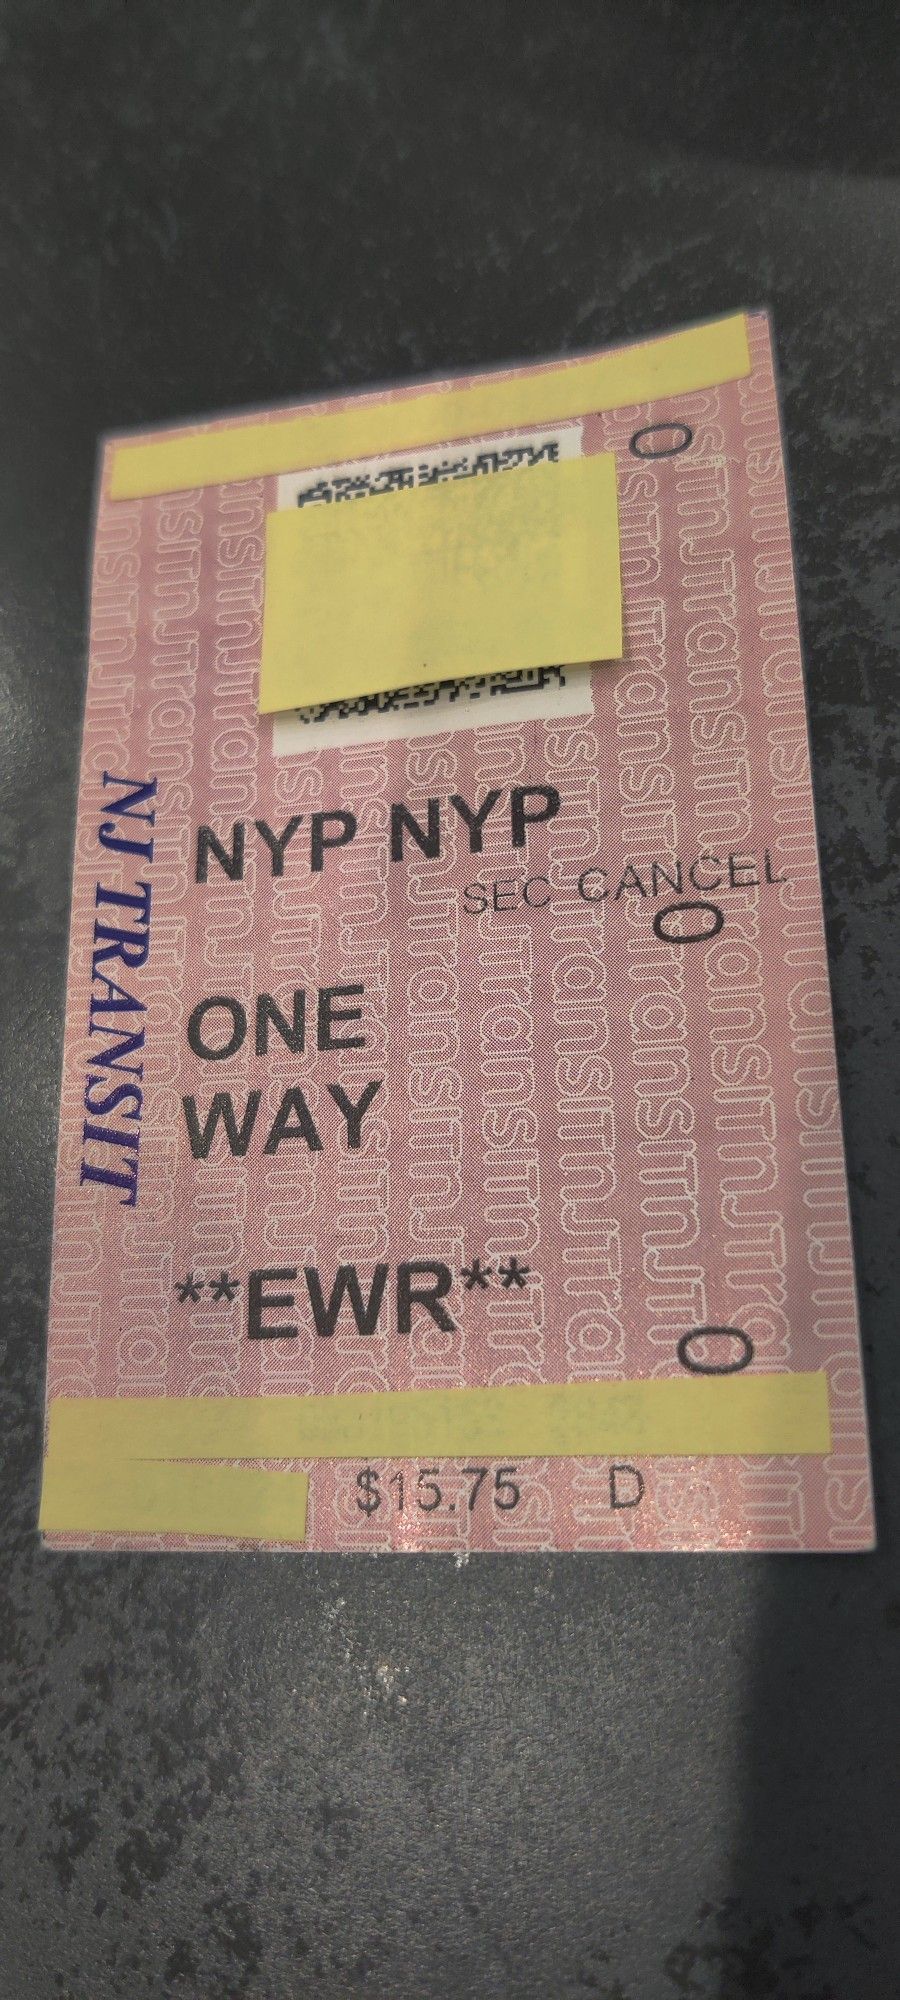 NJ TRANSIT
O
NYP NYP
SEC CANCEL
O
ONE
WAY
**EWR**
O
$15.75 D